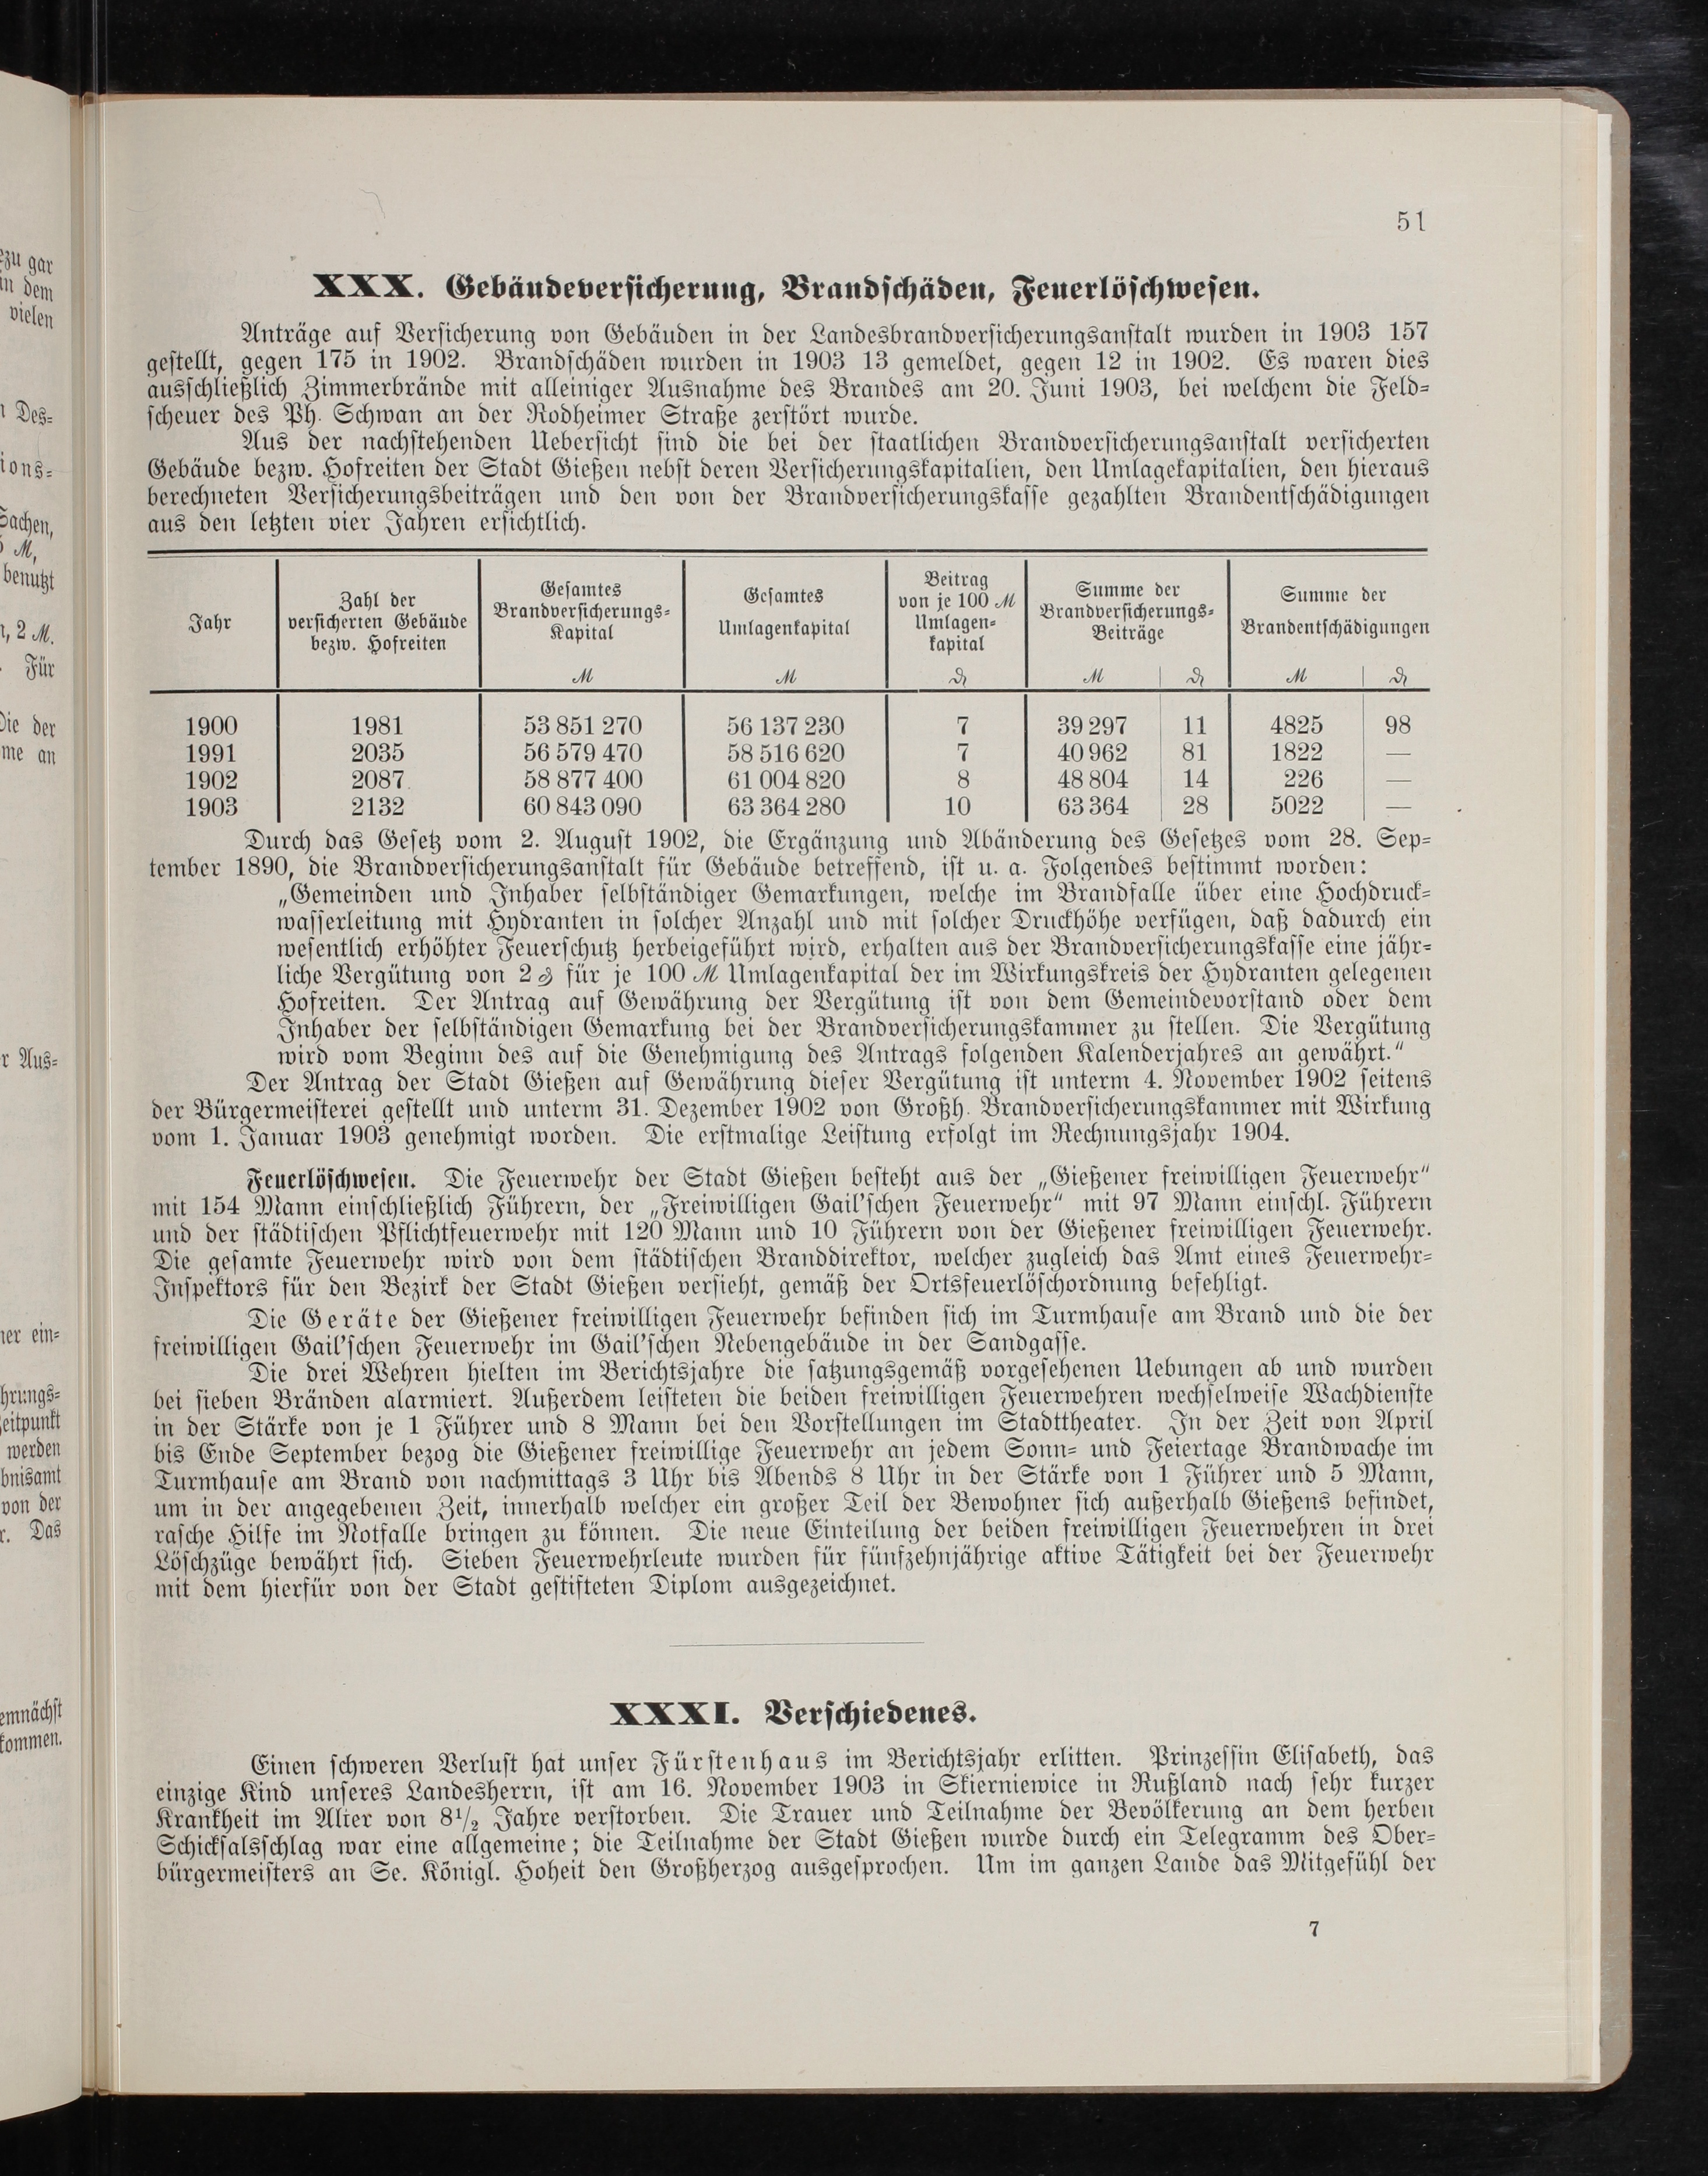 51
XXX. Gebäudeversicherung, Brandschäden, Feuerlöschwesen.
Anträge auf Versicherung von Gebäuden in der Landesbrandversicherungsanstalt wurden in 1903 157
gestellt, gegen 175 in 1902. Brandschäden wurden in 1903 13 gemeldet, gegen 12 in 1902. Es waren dies
ausschließlich Zimmerbrände mit alleiniger Ausnahme des Brandes am 20. Juni 1903, bei welchem die Feld-
scheuer des Ph. Schwan an der Rodheimer Straße zerstört wurde.
Aus der nachstehenden Uebersicht sind die bei der staatlichen Brandversicherungsanstalt versicherten
Gebäude bezw. Hofreiten der Stadt Gießen nebst deren Versicherungskapitalien, den Umlagekapitalien, den hieraus
berechneten Versicherungsbeiträgen und den von der Brandversicherungskasse gezahlten Brandentschädigungen
aus den letzten vier Jahren ersichtlich.
Jahr | Zahl der versicherten Gebäude bezw. Hofreiten | Gesamtes Brandversicherungs-Kapital | Gesamtes Umlagenkapital | Beitrag von je 100 ℳ Umlagen-kapital | Summe der Brandversicherungs-Beiträge | Summe der Brandentschädigungen
ℳ | ℳ | ₰ | ℳ | ₰ | ℳ | ₰
1900 | 1981 | 53 851 270 | 56 137 230 | 7 | 39 297 | 11 | 4825 | 98
1991 | 2035 | 56 579 470 | 58 516 620 | 7 | 40 962 | 81 | 1822 | —
1902 | 2087 | 58 877 400 | 61 004 820 | 8 | 48 804 | 14 | 226 | —
1903 | 2132 | 60 843 090 | 63 364 280 | 10 | 63 364 | 28 | 5022 | —
Durch das Gesetz vom 2. August 1902, die Ergänzung und Abänderung des Gesetzes vom 28. Sep-
tember 1890, die Brandversicherungsanstalt für Gebäude betreffend, ist u. a. Folgendes bestimmt worden:
„Gemeinden und Inhaber selbständiger Gemarkungen, welche im Brandfalle über eine Hochdruck-
wasserleitung mit Hydranten in solcher Anzahl und mit solcher Druckhöhe verfügen, daß dadurch ein
wesentlich erhöhter Feuerschutz herbeigeführt wird, erhalten aus der Brandversicherungskasse eine jähr-
liche Vergütung von 2 ₰ für je 100 ℳ Umlagenkapital der im Wirkungskreis der Hydranten gelegenen
Hofreiten. Der Antrag auf Gewährung der Vergütung ist von dem Gemeindevorstand oder dem
Inhaber der selbständigen Gemarkung bei der Brandversicherungskammer zu stellen. Die Vergütung
wird vom Beginn des auf die Genehmigung des Antrags folgenden Kalenderjahres an gewährt.“
Der Antrag der Stadt Gießen auf Gewährung dieser Vergütung ist unterm 4. November 1902 seitens
der Bürgermeisterei gestellt und unterm 31. Dezember 1902 von Großh. Brandversicherungskammer mit Wirkung
vom 1. Januar 1903 genehmigt worden. Die erstmalige Leistung erfolgt im Rechnungsjahr 1904.
Feuerlöschwesen. Die Feuerwehr der Stadt Gießen besteht aus der „Gießener freiwilligen Feuerwehr“
mit 154 Mann einschließlich Führern, der „Freiwilligen Gail'schen Feuerwehr“ mit 97 Mann einschl. Führern
und der städtischen Pflichtfeuerwehr mit 120 Mann und 10 Führern von der Gießener freiwilligen Feuerwehr.
Die gesamte Feuerwehr wird von dem städtischen Branddirektor, welcher zugleich das Amt eines Feuerwehr-
Inspektors für den Bezirk der Stadt Gießen versieht, gemäß der Ortsfeuerlöschordnung befehligt.
Die Geräte der Gießener freiwilligen Feuerwehr befinden sich im Turmhause am Brand und die der
freiwilligen Gail'schen Feuerwehr im Gail'schen Nebengebäude in der Sandgasse.
Die drei Wehren hielten im Berichtsjahre die satzungsgemäß vorgesehenen Uebungen ab und wurden
bei sieben Bränden alarmiert. Außerdem leisteten die beiden freiwilligen Feuerwehren wechselweise Wachdienste
in der Stärke von je 1 Führer und 8 Mann bei den Vorstellungen im Stadttheater. In der Zeit von April
bis Ende September bezog die Gießener freiwillige Feuerwehr an jedem Sonn- und Feiertage Brandwache im
Turmhause am Brand von nachmittags 3 Uhr bis Abends 8 Uhr in der Stärke von 1 Führer und 5 Mann,
um in der angegebenen Zeit, innerhalb welcher ein großer Teil der Bewohner sich außerhalb Gießens befindet,
rasche Hilfe im Notfalle bringen zu können. Die neue Einteilung der beiden freiwilligen Feuerwehren in drei
Löschzüge bewährt sich. Sieben Feuerwehrleute wurden für fünfzehnjährige aktive Tätigkeit bei der Feuerwehr
mit dem hierfür von der Stadt gestifteten Diplom ausgezeichnet.
XXXI. Verschiedenes.
Einen schweren Verlust hat unser Fürstenhaus im Berichtsjahr erlitten. Prinzessin Elisabeth, das
einzige Kind unseres Landesherrn, ist am 16. November 1903 in Skierniewice in Rußland nach sehr kurzer
Krankheit im Alter von 8½ Jahre verstorben. Die Trauer und Teilnahme der Bevölkerung an dem herben
Schicksalsschlag war eine allgemeine; die Teilnahme der Stadt Gießen wurde durch ein Telegramm des Ober-
bürgermeisters an Se. Königl. Hoheit den Großherzog ausgesprochen. Um im ganzen Lande das Mitgefühl der
7